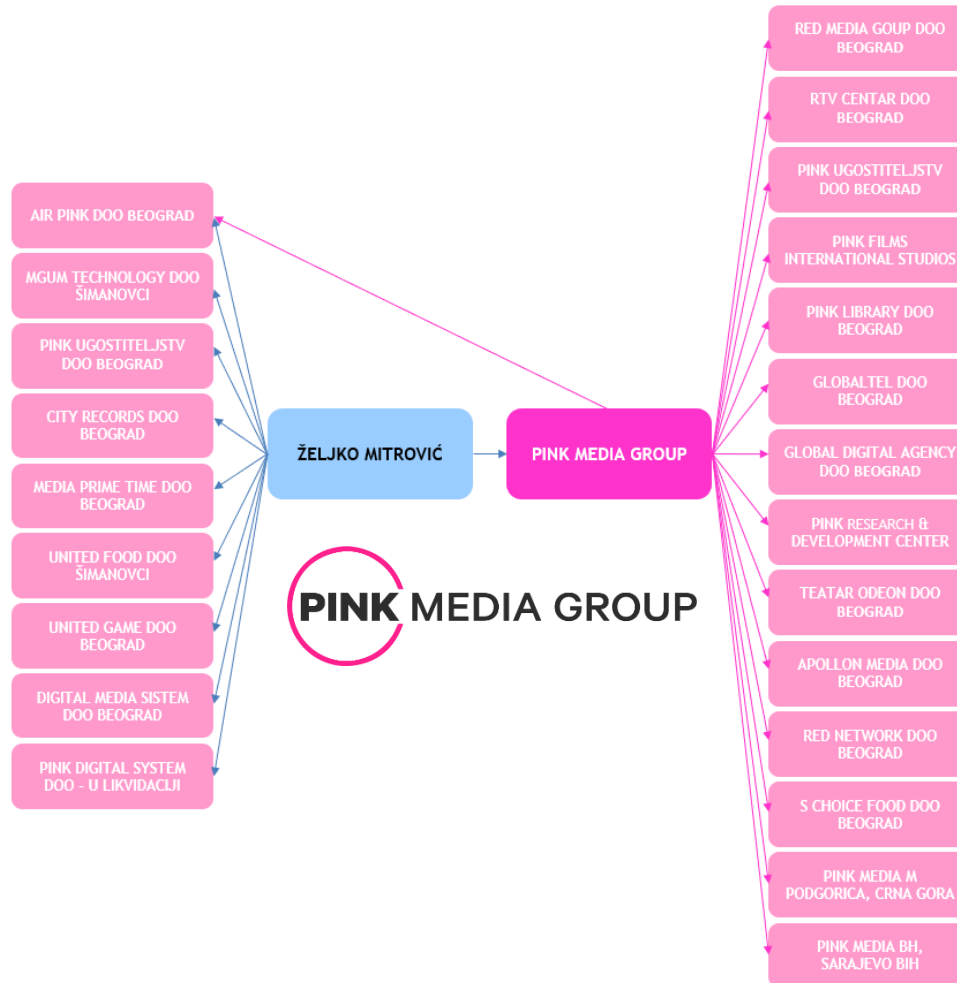 AIR PINK DOO BEOGRAD
MGUM TECHNOLOGY DOO
ŠIMANOVCI
PINK UGOSTITELJSTV
DOO BEOGRAD
CITY RECORDS DOO
BEOGRAD
MEDIA PRIME TIME DOO
BEOGRAD
UNITED FOOD DOO
ŠIMANOVCI
UNITED GAME DOO
BEOGRAD
DIGITAL MEDIA SISTEM
DOO BEOGRAD
PINK DIGITAL SYSTEM
DOO - U LIKVIDACIJI
ŽELJKO MITROVIĆ
PINK MEDIA GROUP
PINK MEDIA GROUP
RED MEDIA GOUP DOO
BEOGRAD
RTV CENTAR DOO
BEOGRAD
PINK UGOSTITELJSTV
DOO BEOGRAD
PINK FILMS
INTERNATIONAL STUDIOS
PINK LIBRARY DOO
BEOGRAD
GLOBALTEL DOO
BEOGRAD
GLOBAL DIGITAL AGENCY
DOO BEOGRAD
PINK RESEARCH &
DEVELOPMENT CENTER
TEATAR ODEON DOO
BEOGRAD
APOLLON MEDIA DOO
BEOGRAD
RED NETWORK DOO
BEOGRAD
S CHOICE FOOD DOO
BEOGRAD
PINK MEDIA M
PODGORICA, CRNA GORA
PINK MEDIA BH,
SARAJEVO BIH